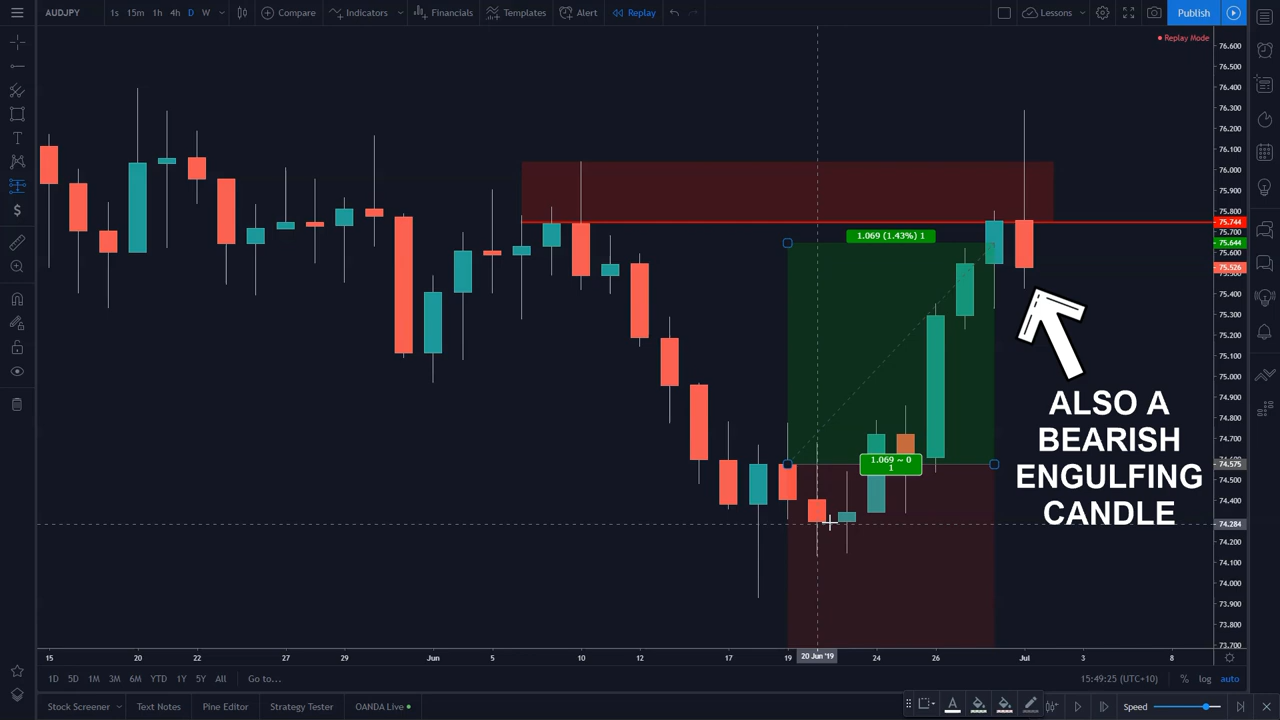 AUDJPY
1s 15m 1h 4h D W
Compare
Indicators
Financials
Templates
Alert
Replay
Lessons
Publish
Replay Mode
76.600
76.500
76.400
76.300
76.200
76.100
76.000
75.900
75.800
75.744
75.700
75.644
75.600
75.526
75.400
75.300
75.200
75.100
75.000
74.900
74.800
74.700
74.575
74.500
74.400
74.284
74.200
74.100
74.000
73.900
73.800
73.700
1.069 (1.43%) 1
1.069 ~ 0
1
ALSO A
BEARISH
ENGULFING
CANDLE
15 20 22 27 29 Jun 5 10 12 17 19 20 Jun '19 24 26 Jul 3 8
1D 5D 1M 3M 6M YTD 1Y 5Y All Go to...
15:49:25 (UTC+10) % log auto
Stock Screener Text Notes Pine Editor Strategy Tester OANDA Live
A
Speed